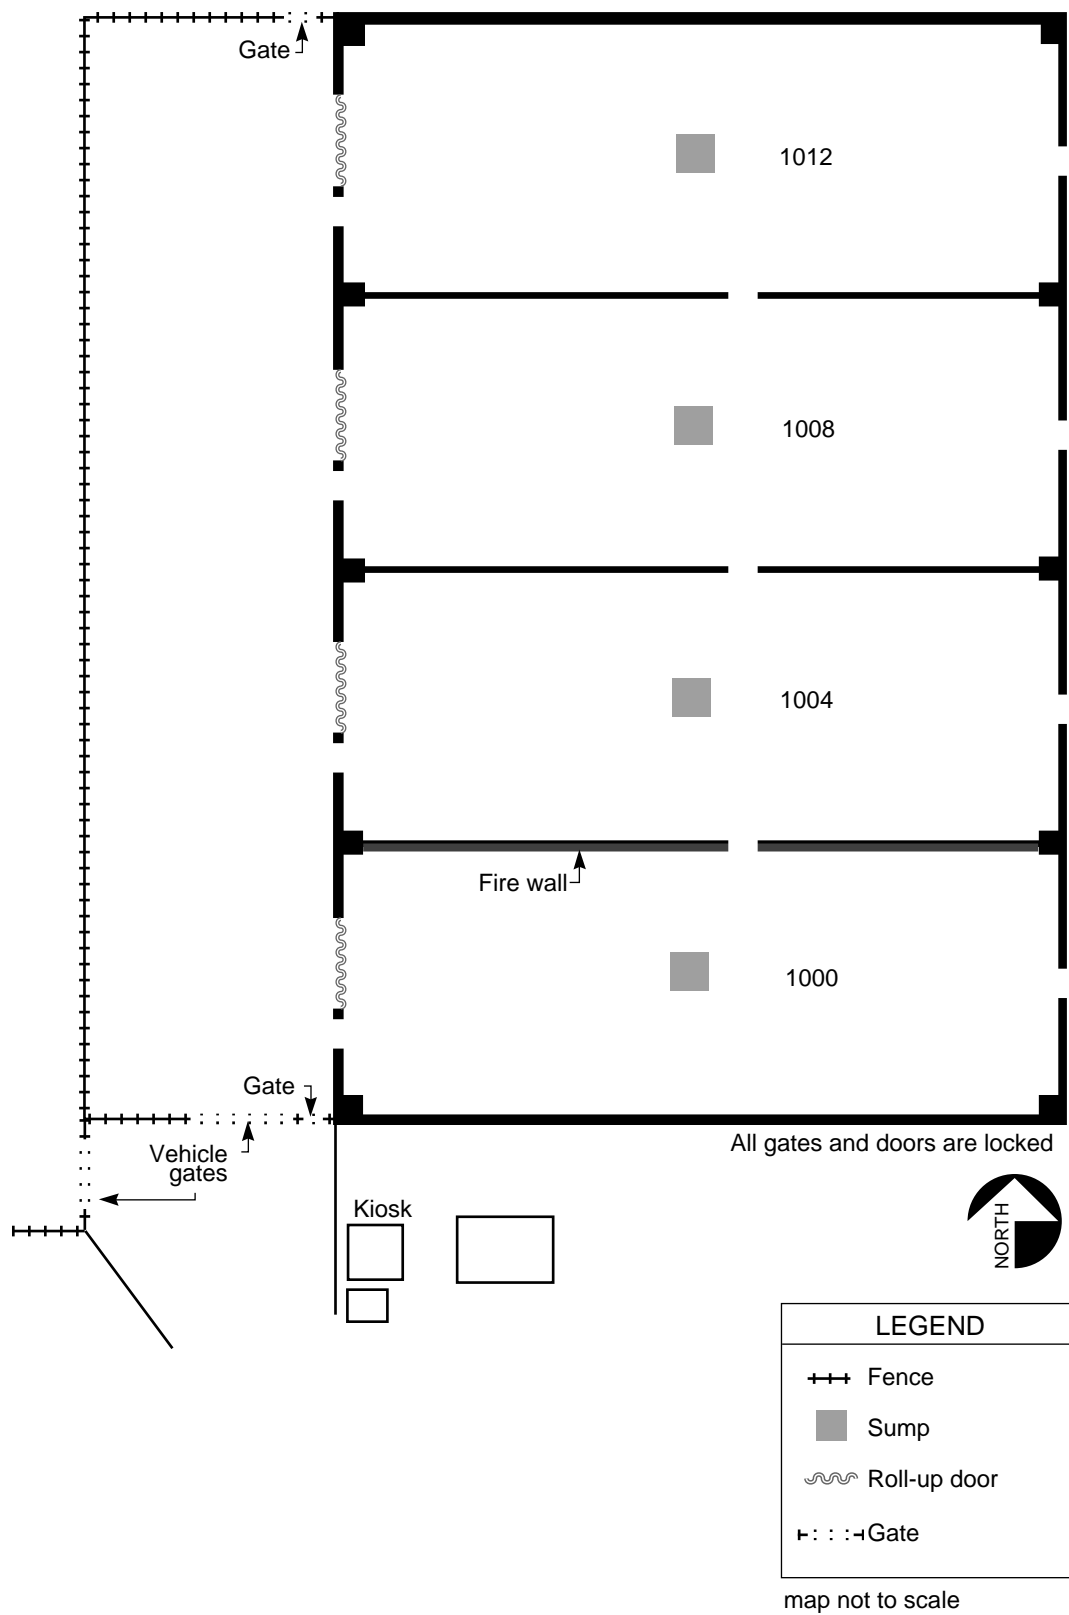 Gate
1012
1008
1004
Fire wall
1000
Gate
All gates and doors are locked
Vehicle
gates
Kiosk
NORTH
LEGEND
Fence
Sump
Roll-up door
Gate
map not to scale